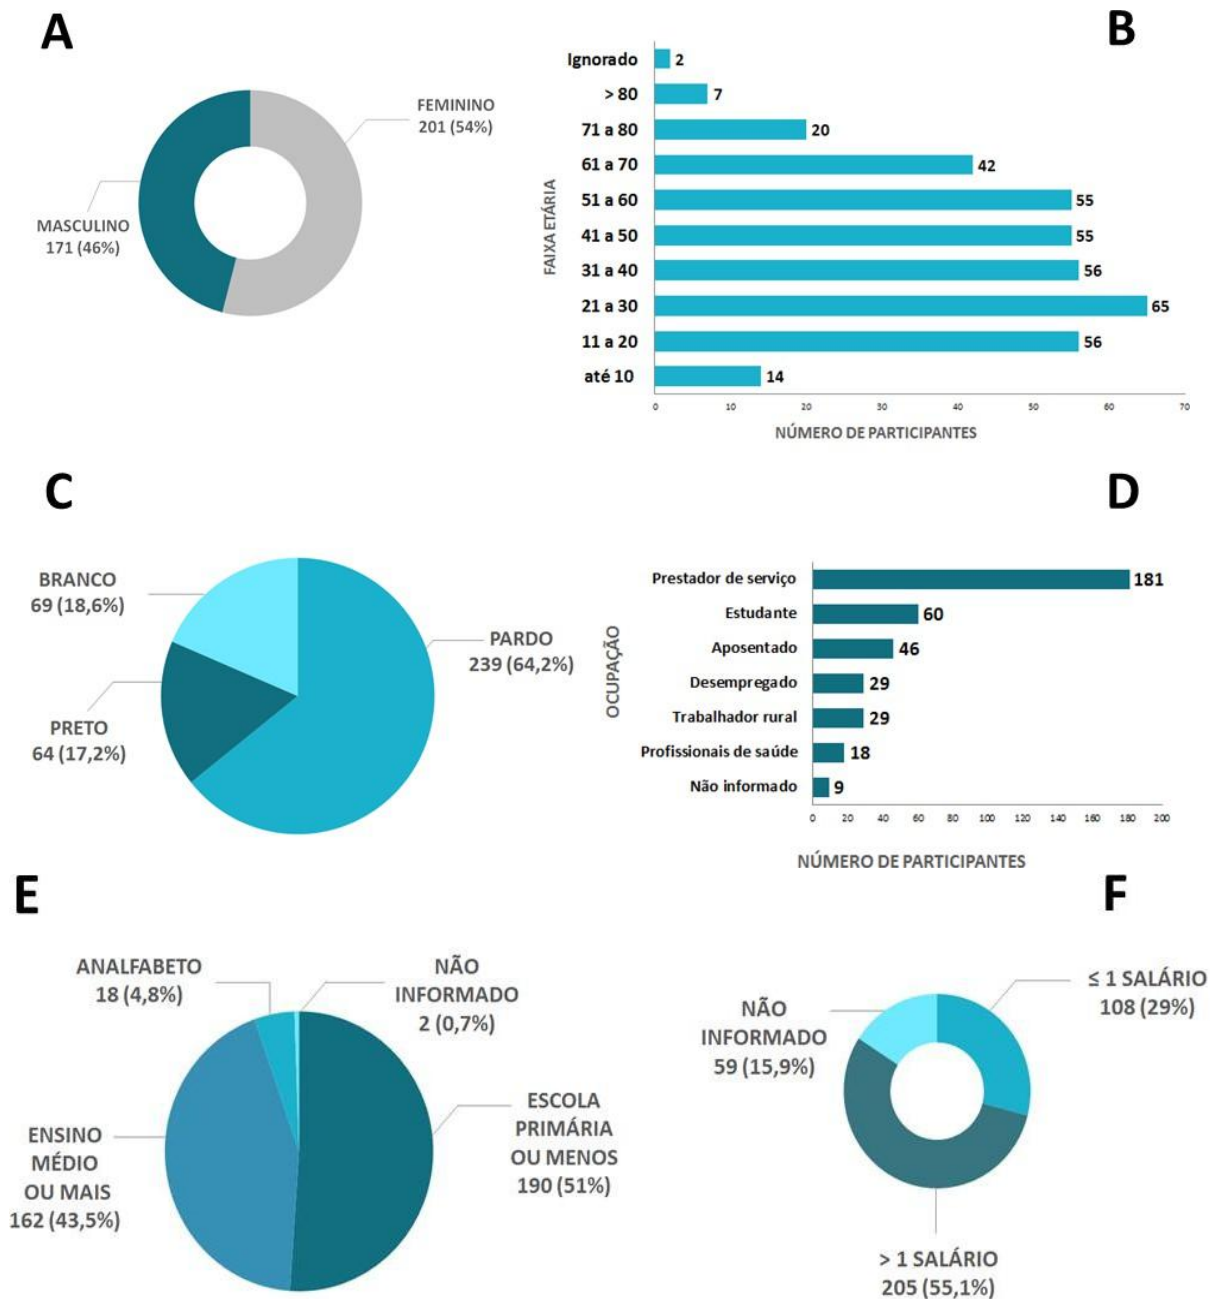 A
FEMININO
201 (54%)
MASCULINO
171 (46%)
B
FAIXA ETÁRIA
Ignorado
2
> 80
7
71 a 80
20
61 a 70
42
51 a 60
55
41 a 50
55
31 a 40
56
21 a 30
65
11 a 20
56
até 10
14
0 10 20 30 40 50 60 70
NÚMERO DE PARTICIPANTES
C
BRANCO
69 (18,6%)
PARDO
239 (64,2%)
PRETO
64 (17,2%)
D
OCUPAÇÃO
Prestador de serviço
181
Estudante
60
Aposentado
46
Desempregado
29
Trabalhador rural
29
Profissionais de saúde
18
Não informado
9
0 20 40 60 80 100 120 140 160 180 200
NÚMERO DE PARTICIPANTES
E
ANALFABETO
18 (4,8%)
NÃO
INFORMADO
2 (0,7%)
ENSINO
MÉDIO
OU MAIS
162 (43,5%)
ESCOLA
PRIMÁRIA
OU MENOS
190 (51%)
F
≤ 1 SALÁRIO
108 (29%)
NÃO
INFORMADO
59 (15,9%)
> 1 SALÁRIO
205 (55,1%)